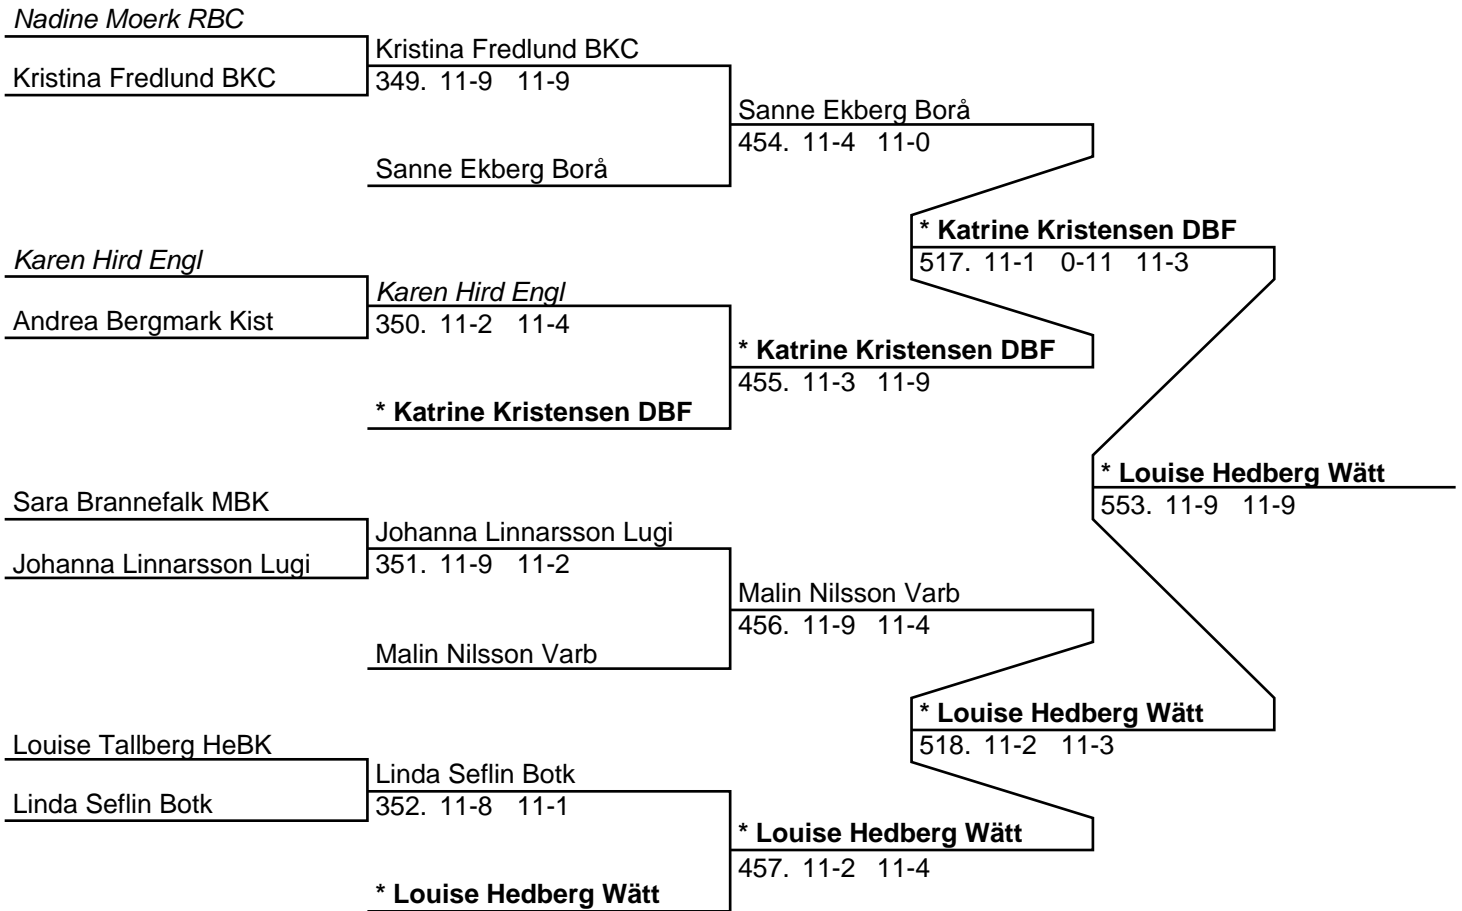 Nadine Moerk RBC
Kristina Fredlund BKC
Kristina Fredlund BKC
349. 11-9 11-9
Sanne Ekberg Borå
454. 11-4 11-0
Sanne Ekberg Borå
* Katrine Kristensen DBF
517. 11-1 0-11 11-3
Karen Hird Engl
Karen Hird Engl
Andrea Bergmark Kist
350. 11-2 11-4
* Katrine Kristensen DBF
455. 11-3 11-9
* Katrine Kristensen DBF
* Louise Hedberg Wätt
553. 11-9 11-9
Sara Brannefalk MBK
Johanna Linnarsson Lugi
Johanna Linnarsson Lugi
351. 11-9 11-2
Malin Nilsson Varb
456. 11-9 11-4
Malin Nilsson Varb
* Louise Hedberg Wätt
518. 11-2 11-3
Louise Tallberg HeBK
Linda Seflin Botk
Linda Seflin Botk
352. 11-8 11-1
* Louise Hedberg Wätt
457. 11-2 11-4
* Louise Hedberg Wätt